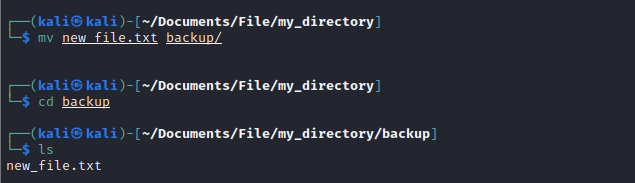 ┌──(kali㉿kali)-[~/Documents/File/my_directory]
└─$ mv new_file.txt backup/
┌──(kali㉿kali)-[~/Documents/File/my_directory]
└─$ cd backup
┌──(kali㉿kali)-[~/Documents/File/my_directory/backup]
└─$ ls
new_file.txt